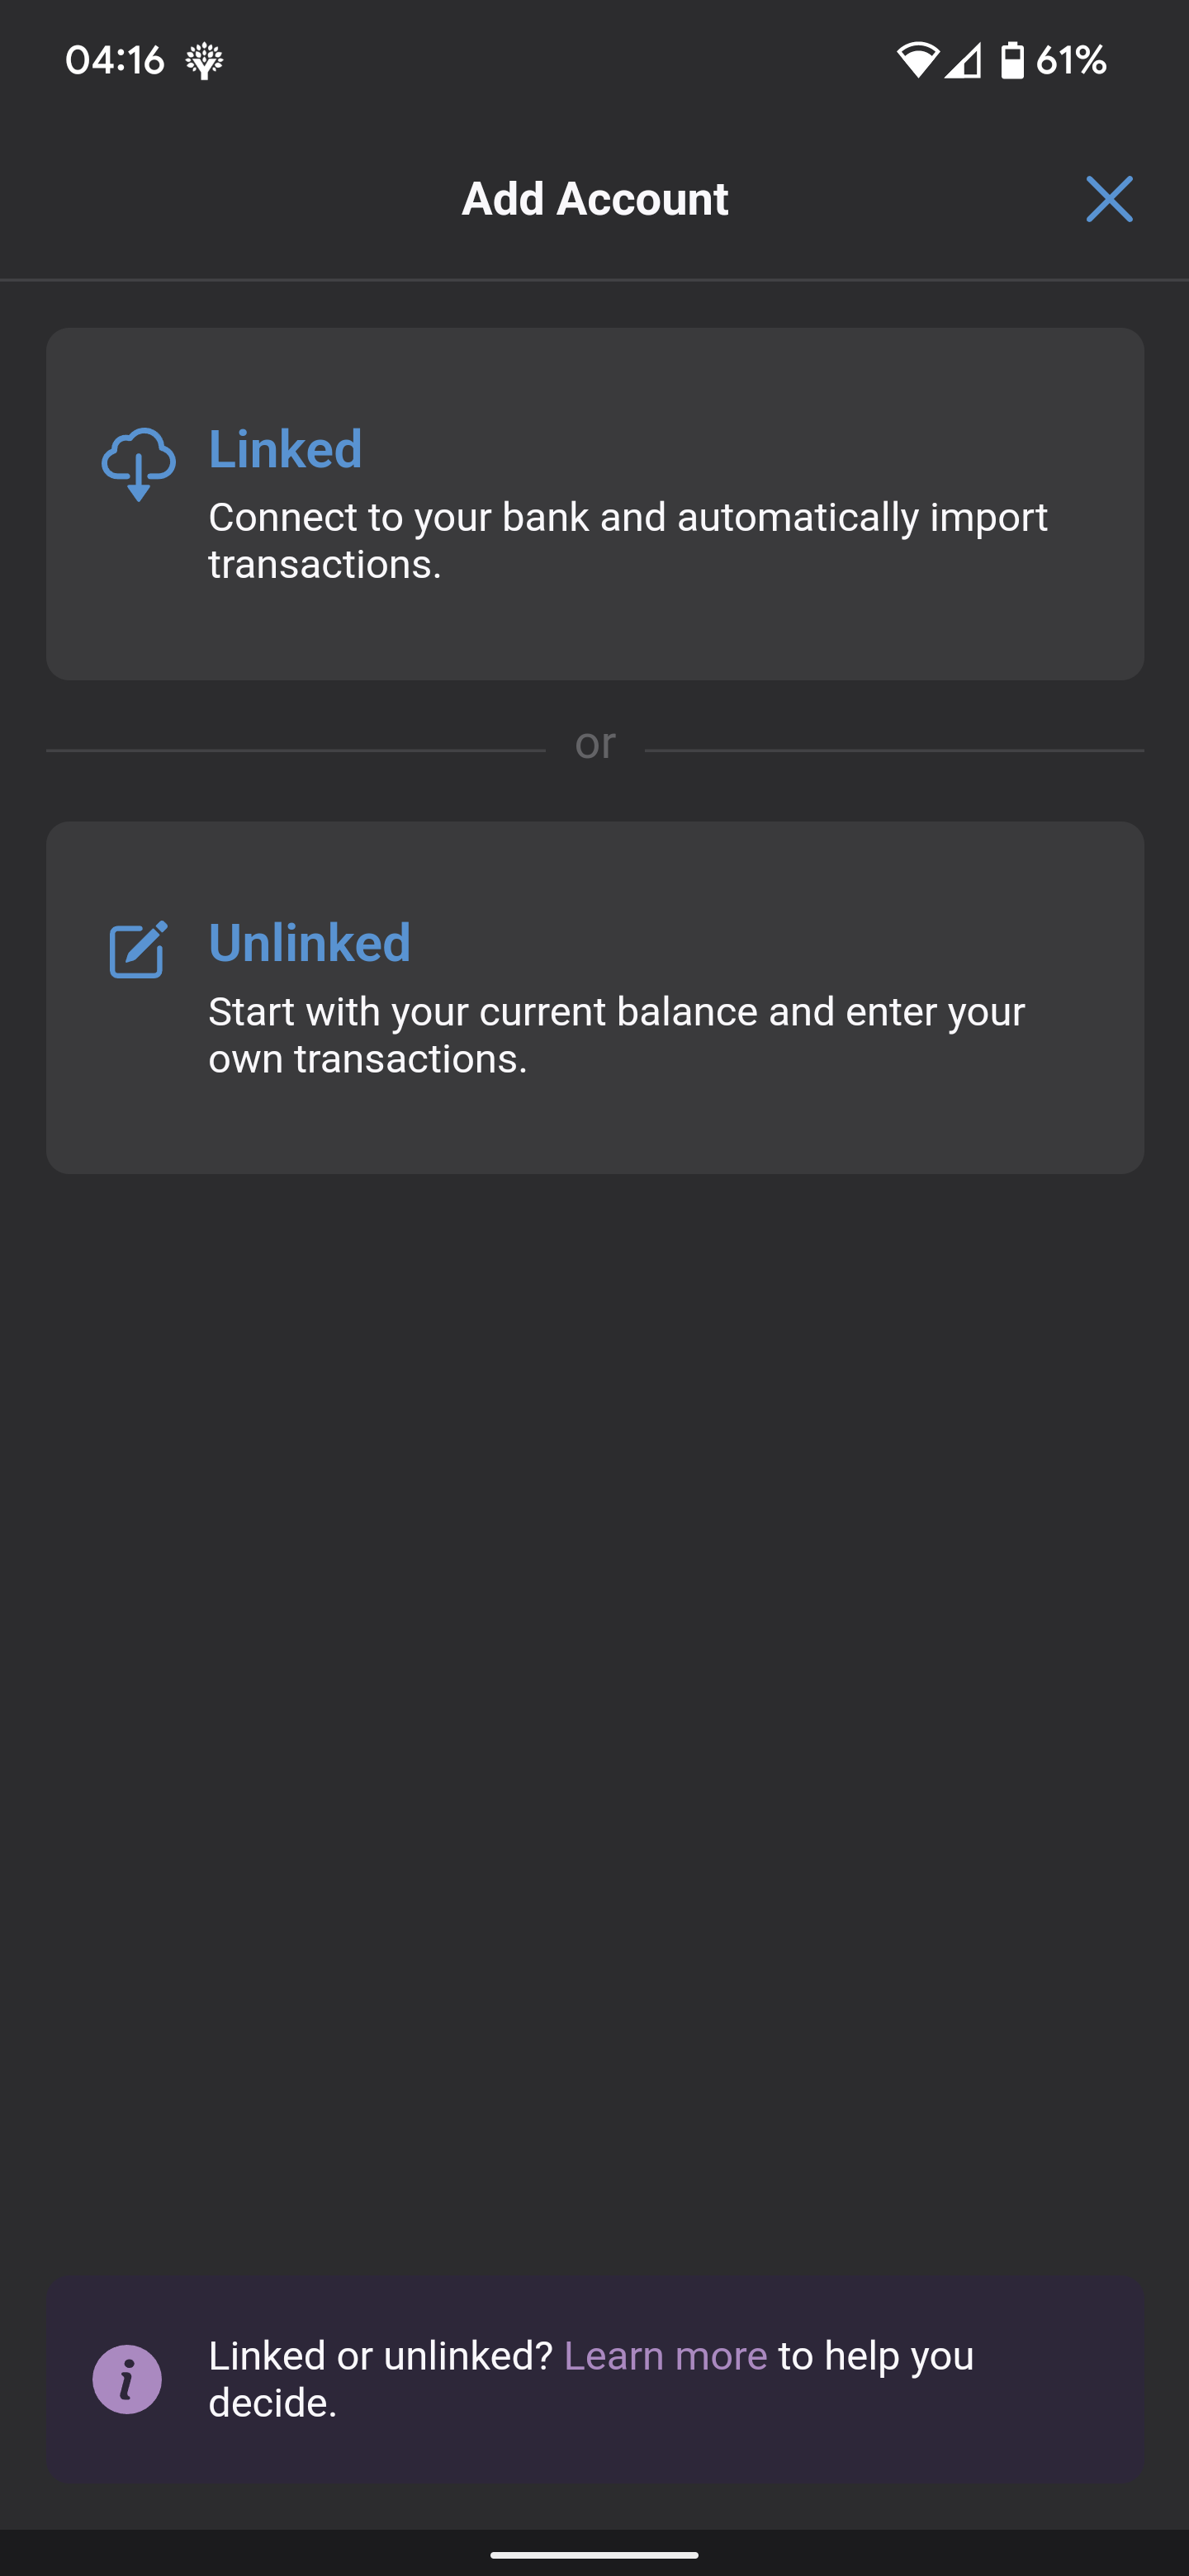 04:16
61%
Add Account
Linked
Connect to your bank and automatically import
transactions.
or
Unlinked
Start with your current balance and enter your
own transactions.
Linked or unlinked? Learn more to help you
decide.